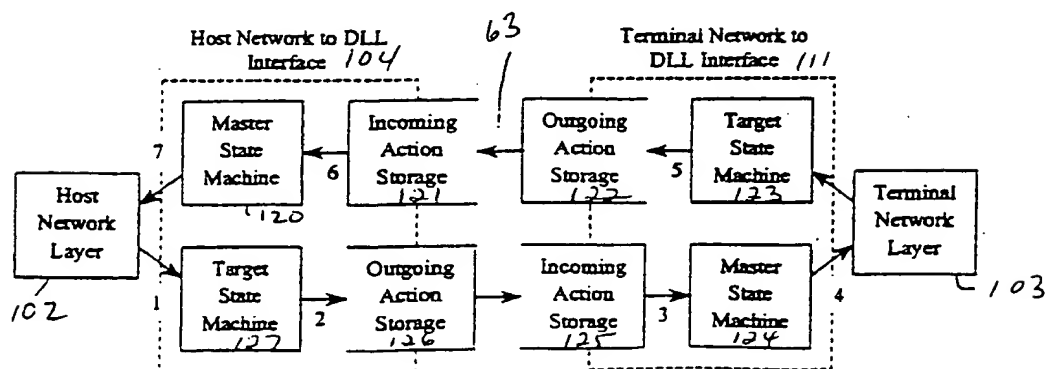 Host Network to DLL
Interface 104
63
Terminal Network to
DLL Interface 111
Master
State
Machine
120
Incoming
Action
Storage
121
Outgoing
Action
Storage
122
Target
State
Machine
123
7
6
5
Host
Network
Layer
102
Terminal
Network
Layer
103
1
Target
State
Machine
127
2
Outgoing
Action
Storage
126
Incoming
Action
Storage
125
3
Master
State
Machine
124
4